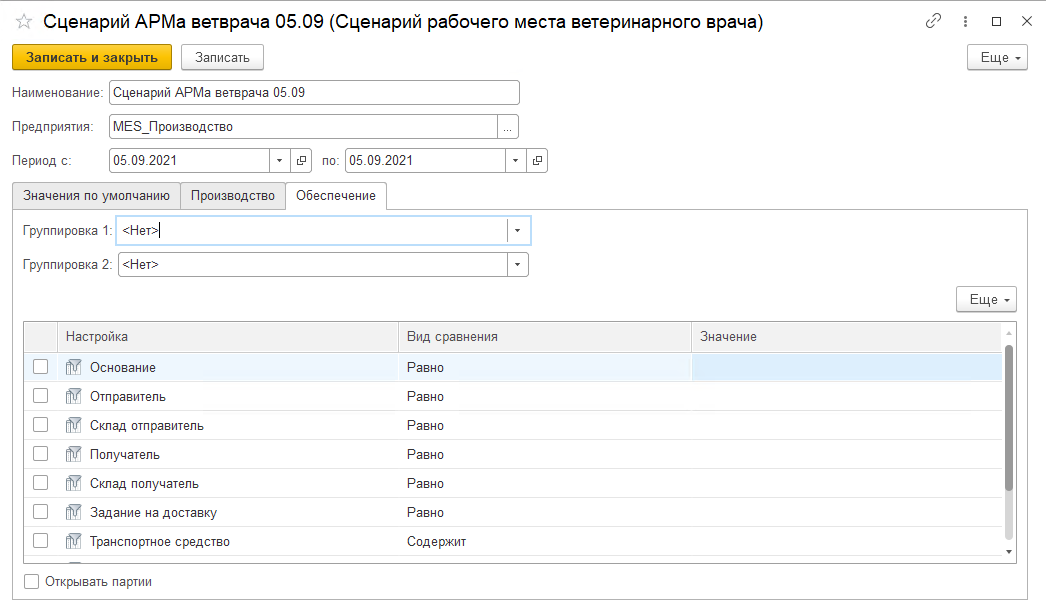 Сценарий АРМа ветврача 05.09 (Сценарий рабочего места ветеринарного врача)
Записать и закрыть Записать Еще
Наименование: Сценарий АРМа ветврача 05.09
Предприятия: MES_Производство ...
Период с: 05.09.2021 по: 05.09.2021
Значения по умолчанию Производство Обеспечение
Группировка 1: <Нет>
Группировка 2: <Нет>
Еще
Настройка Вид сравнения Значение
Основание Равно
Отправитель Равно
Склад отправитель Равно
Получатель Равно
Склад получатель Равно
Задание на доставку Равно
Транспортное средство Содержит
Открывать партии